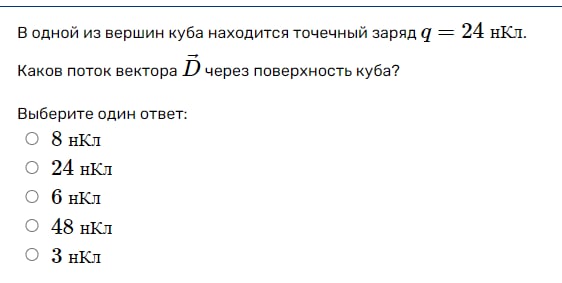 В одной из вершин куба находится точечный заряд q = 24 нКл.
Каков поток вектора D⃗ через поверхность куба?
Выберите один ответ:
8 нКл
24 нКл
6 нКл
48 нКл
3 нКл